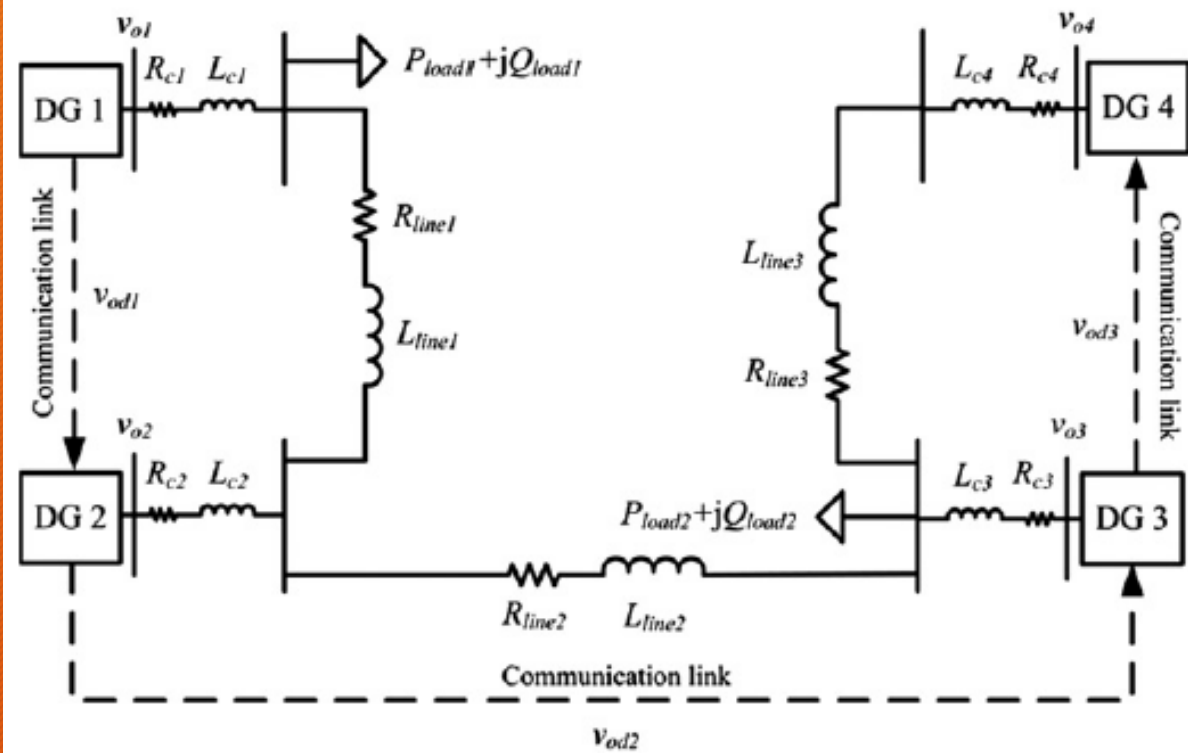 v_o1
R_c1 L_c1
DG 1
P_load1+jQ_load1
v_o4
L_c4 R_c4
DG 4
Communication link
v_od1
R_line1
L_line1
L_line3
R_line3
v_od3
Communication link
v_o2
R_c2 L_c2
DG 2
P_load2+jQ_load2
v_o3
L_c3 R_c3
DG 3
R_line2 L_line2
Communication link
v_od2